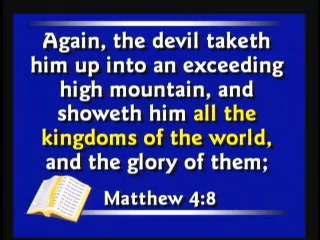 Again, the devil taketh
him up into an exceeding
high mountain, and
showeth him all the
kingdoms of the world,
and the glory of them;
Matthew 4:8